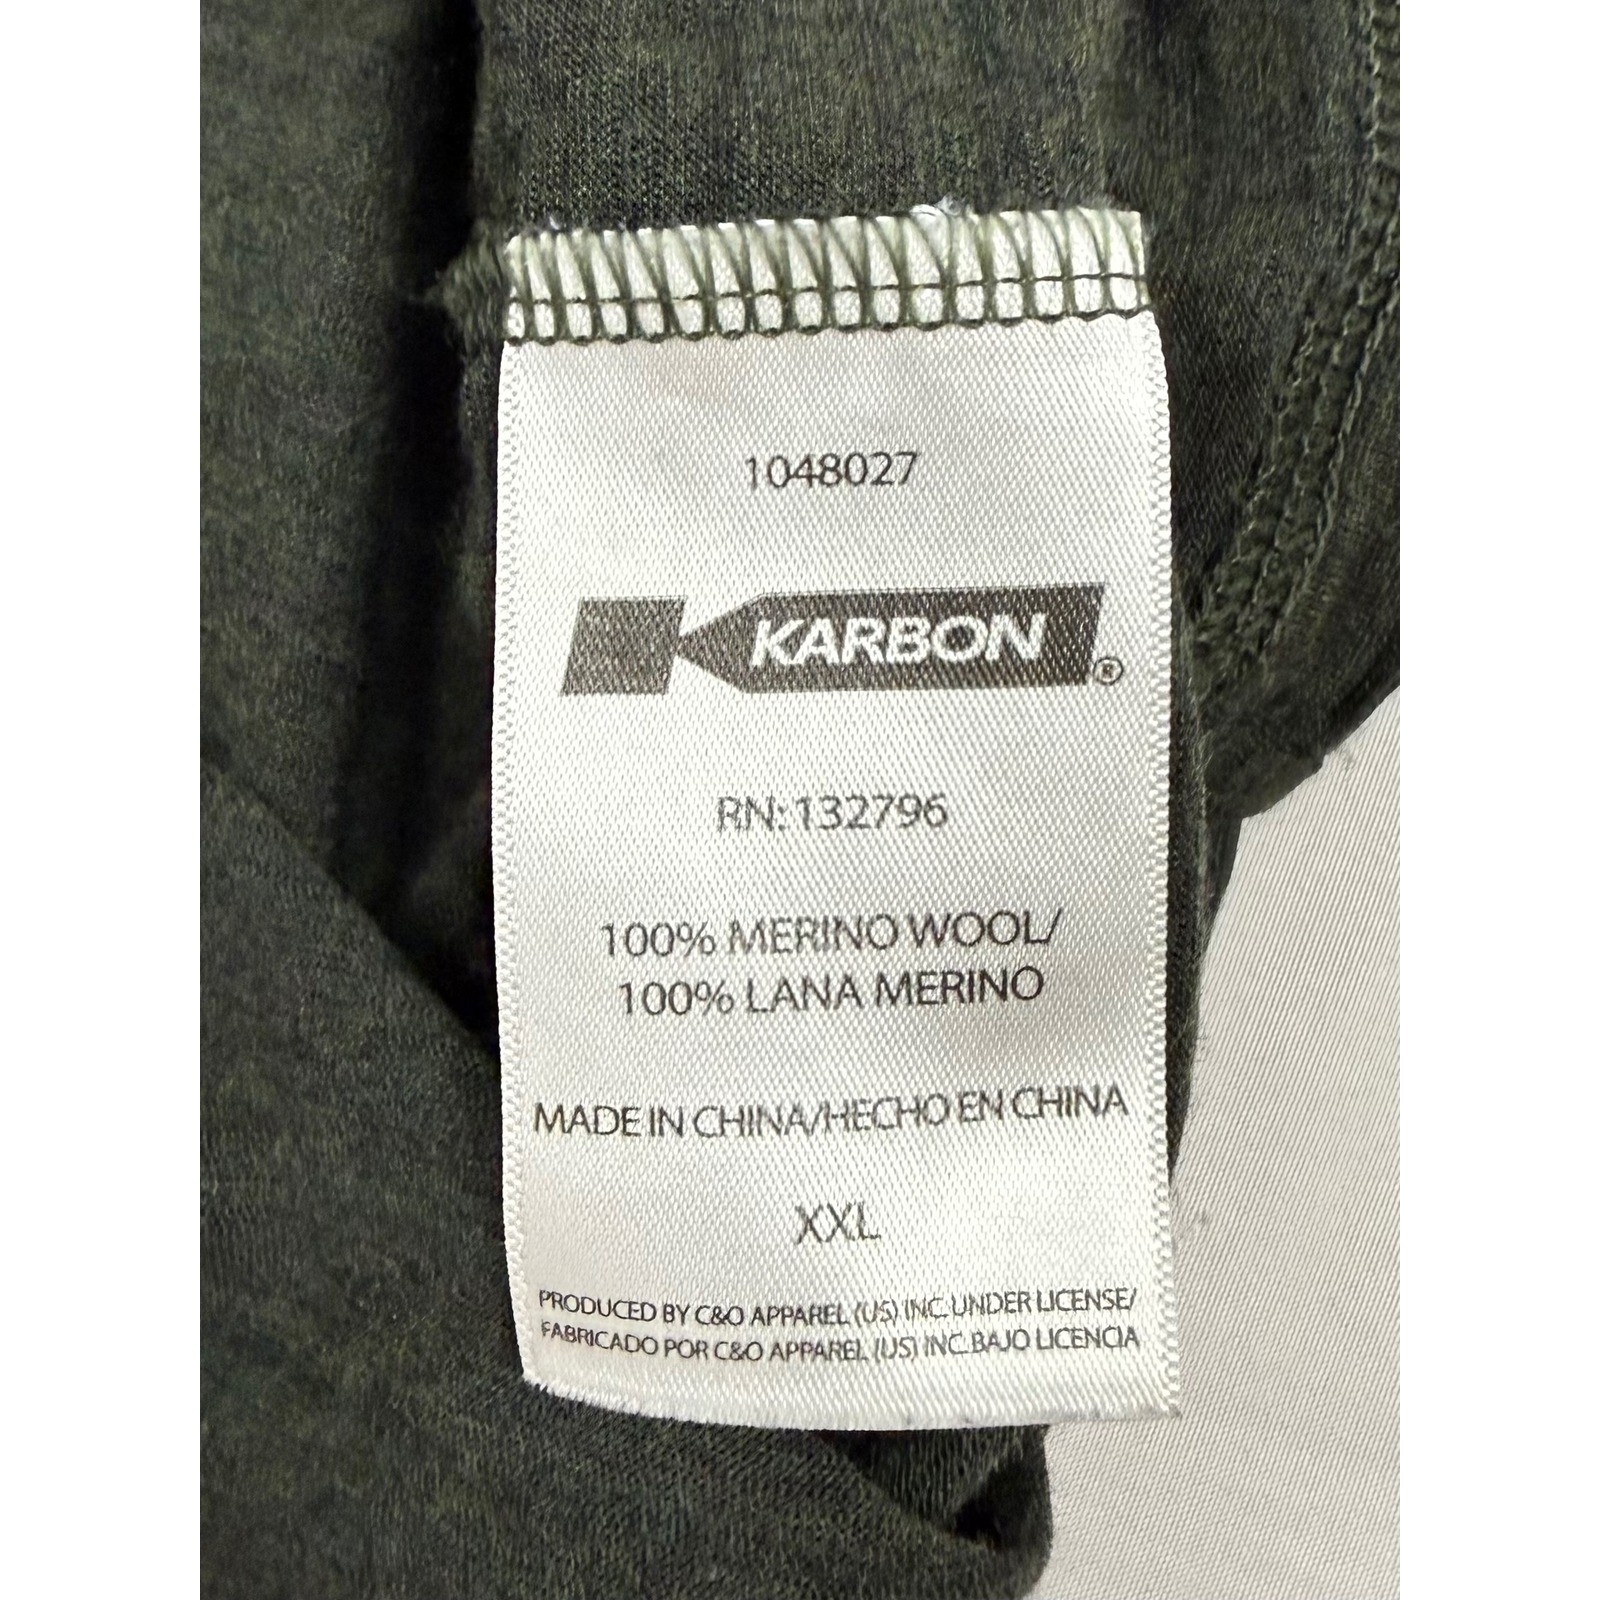 1048027
KARBON®
RN: 132796
100% MERINO WOOL/
100% LANA MERINO
MADE IN CHINA/HECHO EN CHINA
XXL
PRODUCED BY C&O APPAREL (US) INC. UNDER LICENSE/
FABRICADO POR C&O APPAREL (US) INC. BAJO LICENCIA